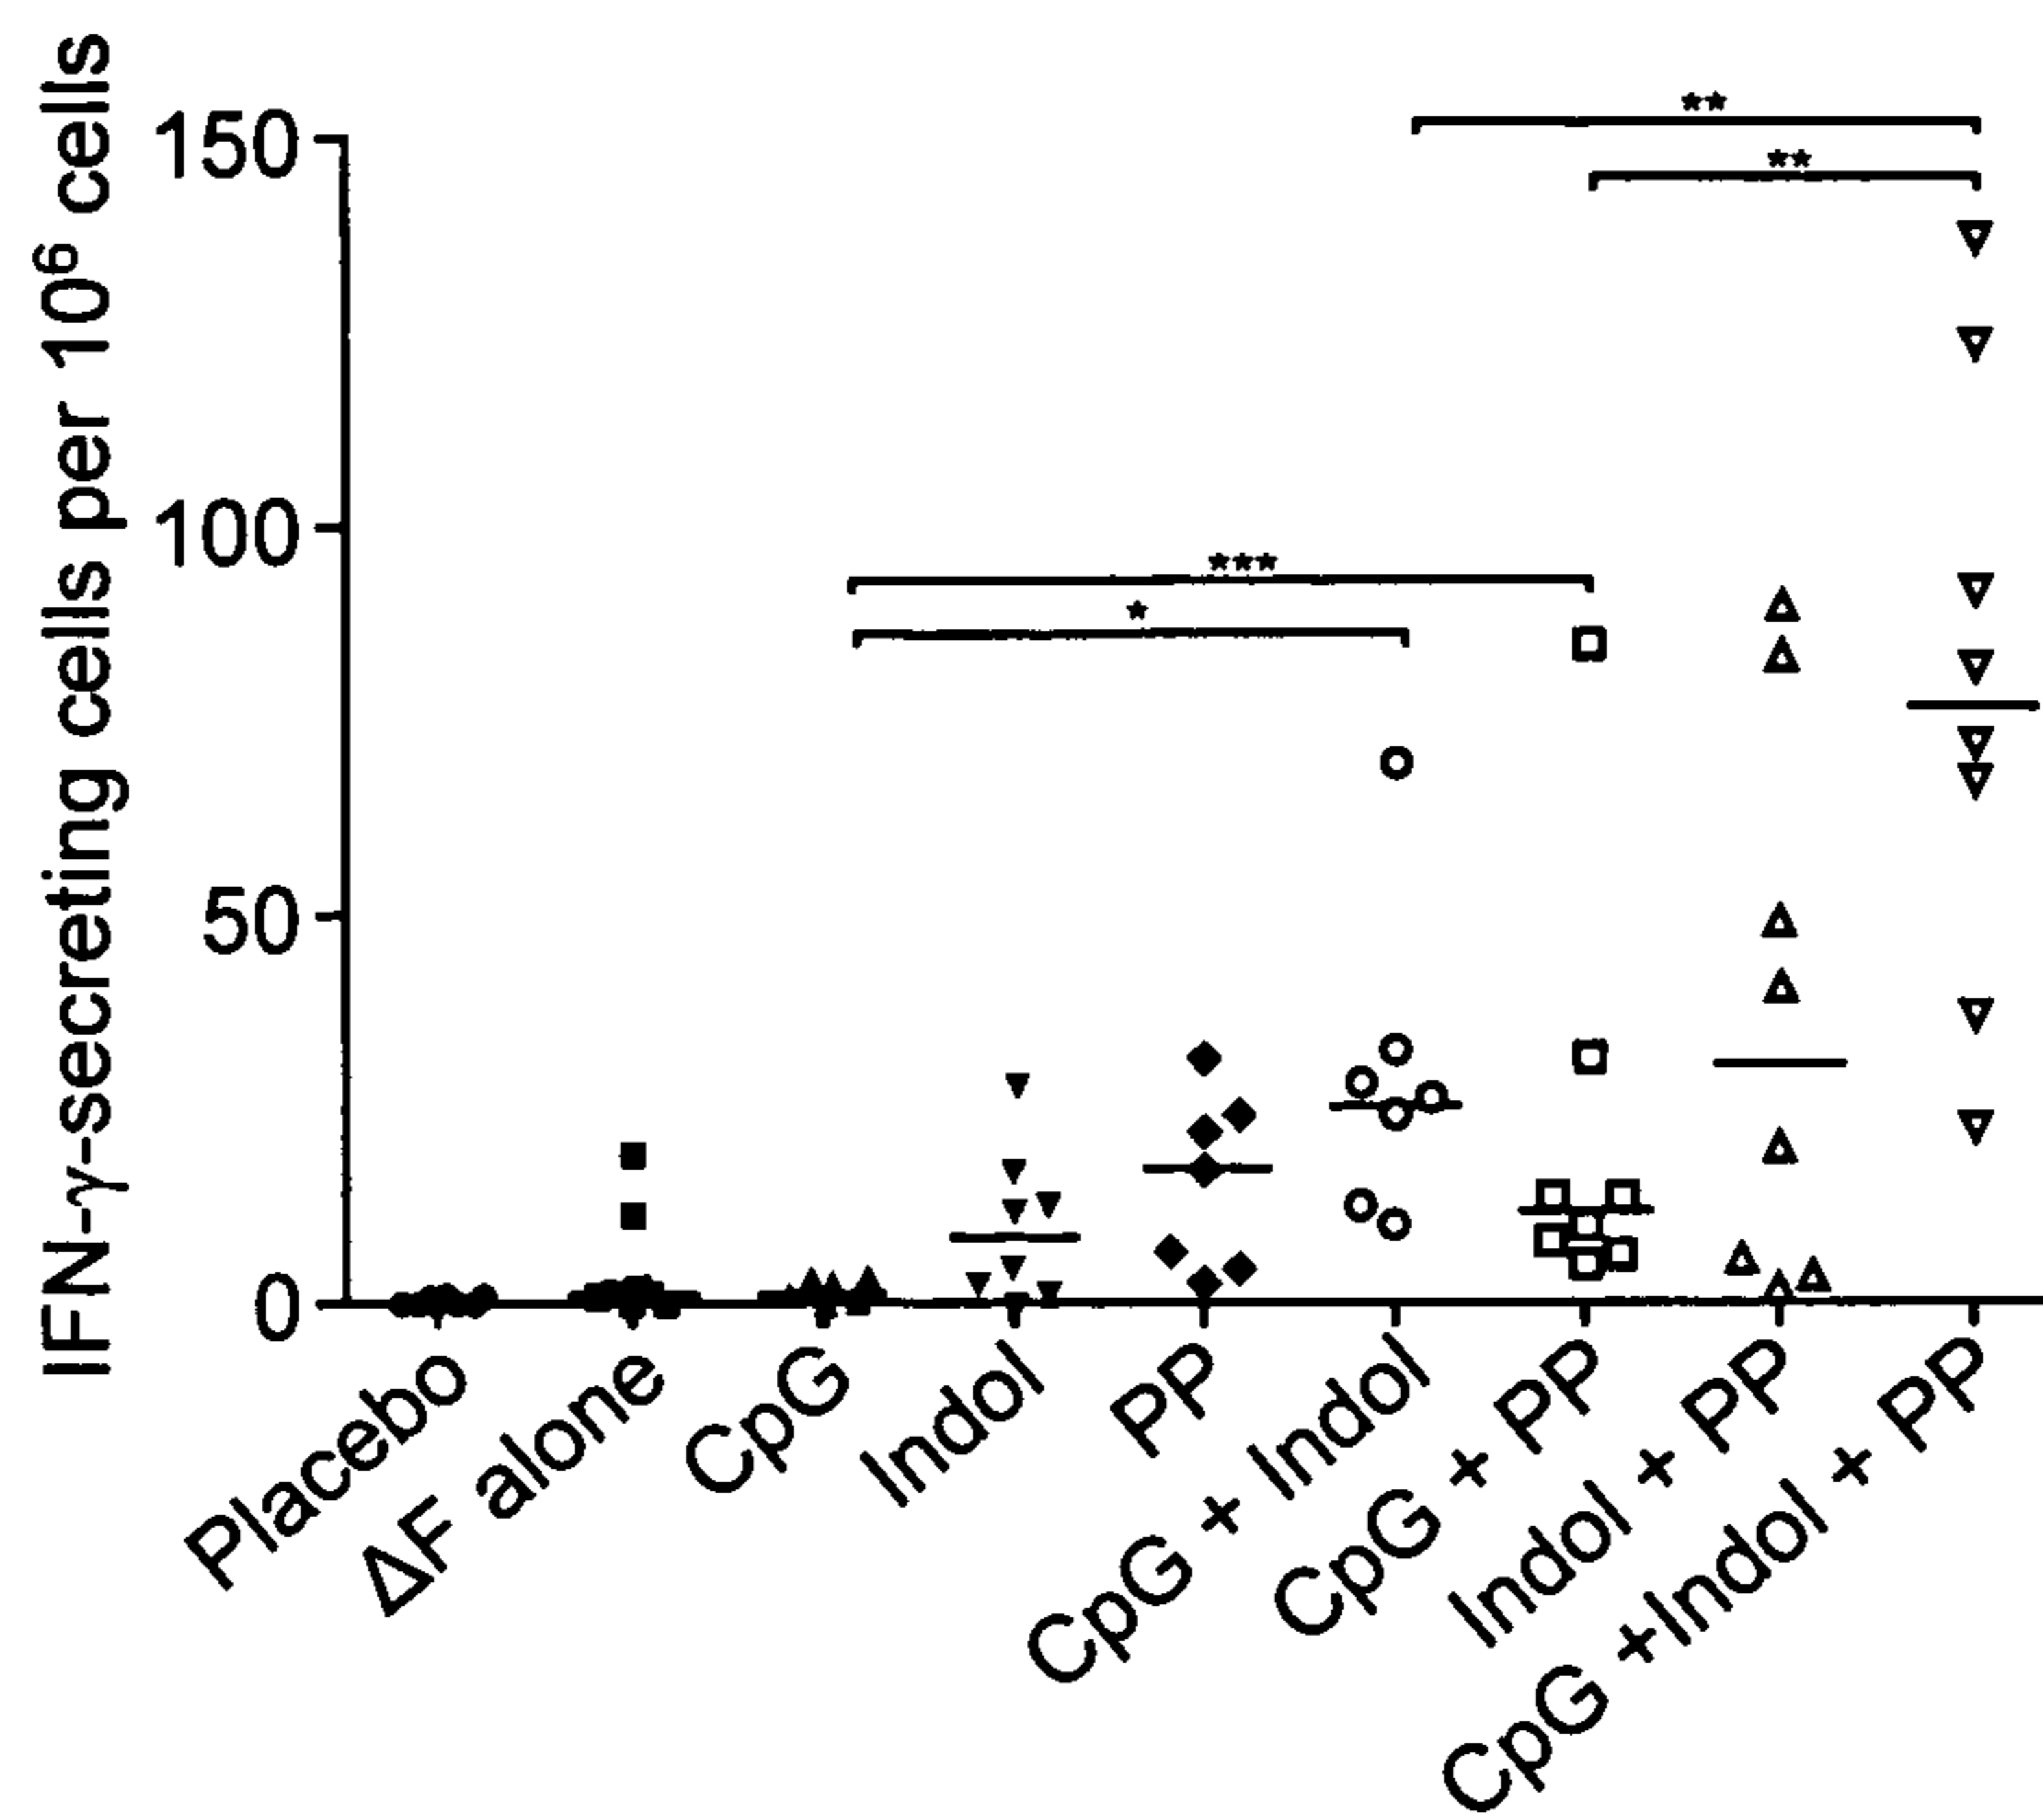 IFN-γ-secreting cells per 10⁶ cells
150
100
50
0
**
**
***
*
Placebo
ΔF alone
CpG
Indol
PP
CpG + Indol
CpG + PP
Indol + PP
CpG +Indol + PP